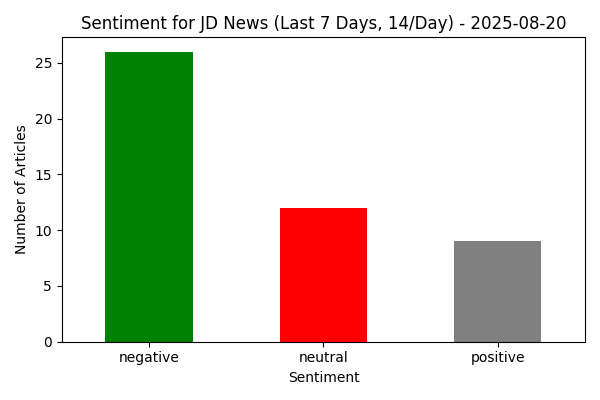 Sentiment for JD News (Last 7 Days, 14/Day) - 2025-08-20
Number of Articles
25
20
15
10
5
0
negative neutral positive
Sentiment